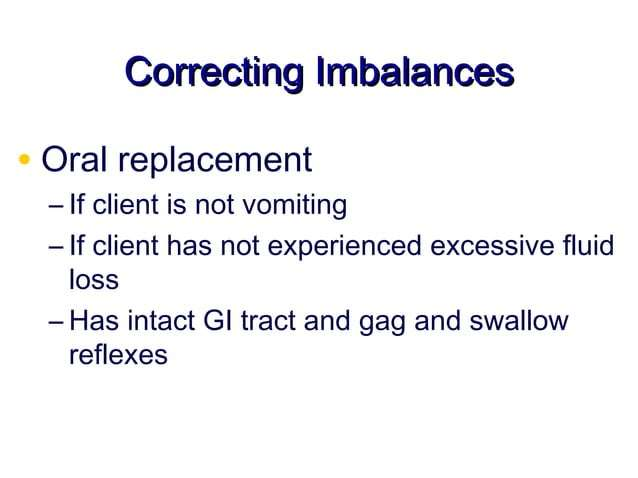 Correcting Imbalances
• Oral replacement
– If client is not vomiting
– If client has not experienced excessive fluid
loss
– Has intact GI tract and gag and swallow
reflexes